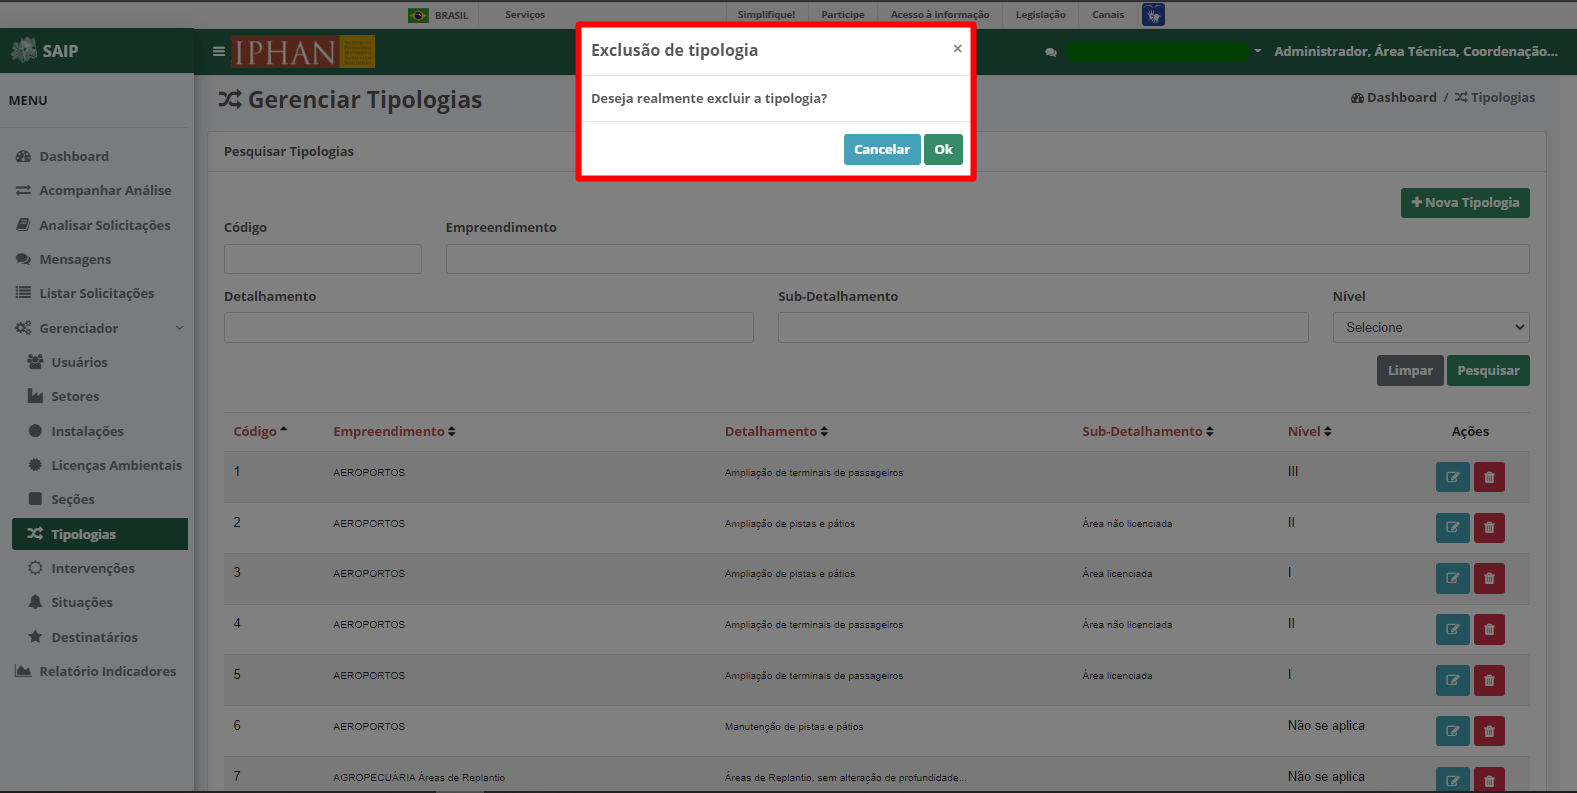 BRASIL Serviços Simplifique! Participe Acesso à informação Legislação Canais
SAIP
IPHAN
Administrador, Área Técnica, Coordenação...
Exclusão de tipologia ×
Deseja realmente excluir a tipologia?
Cancelar Ok
MENU
Dashboard
Acompanhar Análise
Analisar Solicitações
Mensagens
Listar Solicitações
Gerenciador
Usuários
Setores
Instalações
Licenças Ambientais
Seções
Tipologias
Intervenções
Situações
Destinatários
Relatório Indicadores
Gerenciar Tipologias
Dashboard / Tipologias
Pesquisar Tipologias
+ Nova Tipologia
Código Empreendimento
Detalhamento Sub-Detalhamento Nível
Selecione
Limpar Pesquisar
Código Empreendimento Detalhamento Sub-Detalhamento Nível Ações
1 AEROPORTOS Ampliação de terminais de passageiros III
2 AEROPORTOS Ampliação de pistas e pátios Área não licenciada II
3 AEROPORTOS Ampliação de pistas e pátios Área licenciada I
4 AEROPORTOS Ampliação de terminais de passageiros Área não licenciada II
5 AEROPORTOS Ampliação de terminais de passageiros Área licenciada I
6 AEROPORTOS Manutenção de pistas e pátios Não se aplica
7 AGROPECUÁRIA Áreas de Replantio Áreas de Replantio, sem alteração de profundidade... Não se aplica